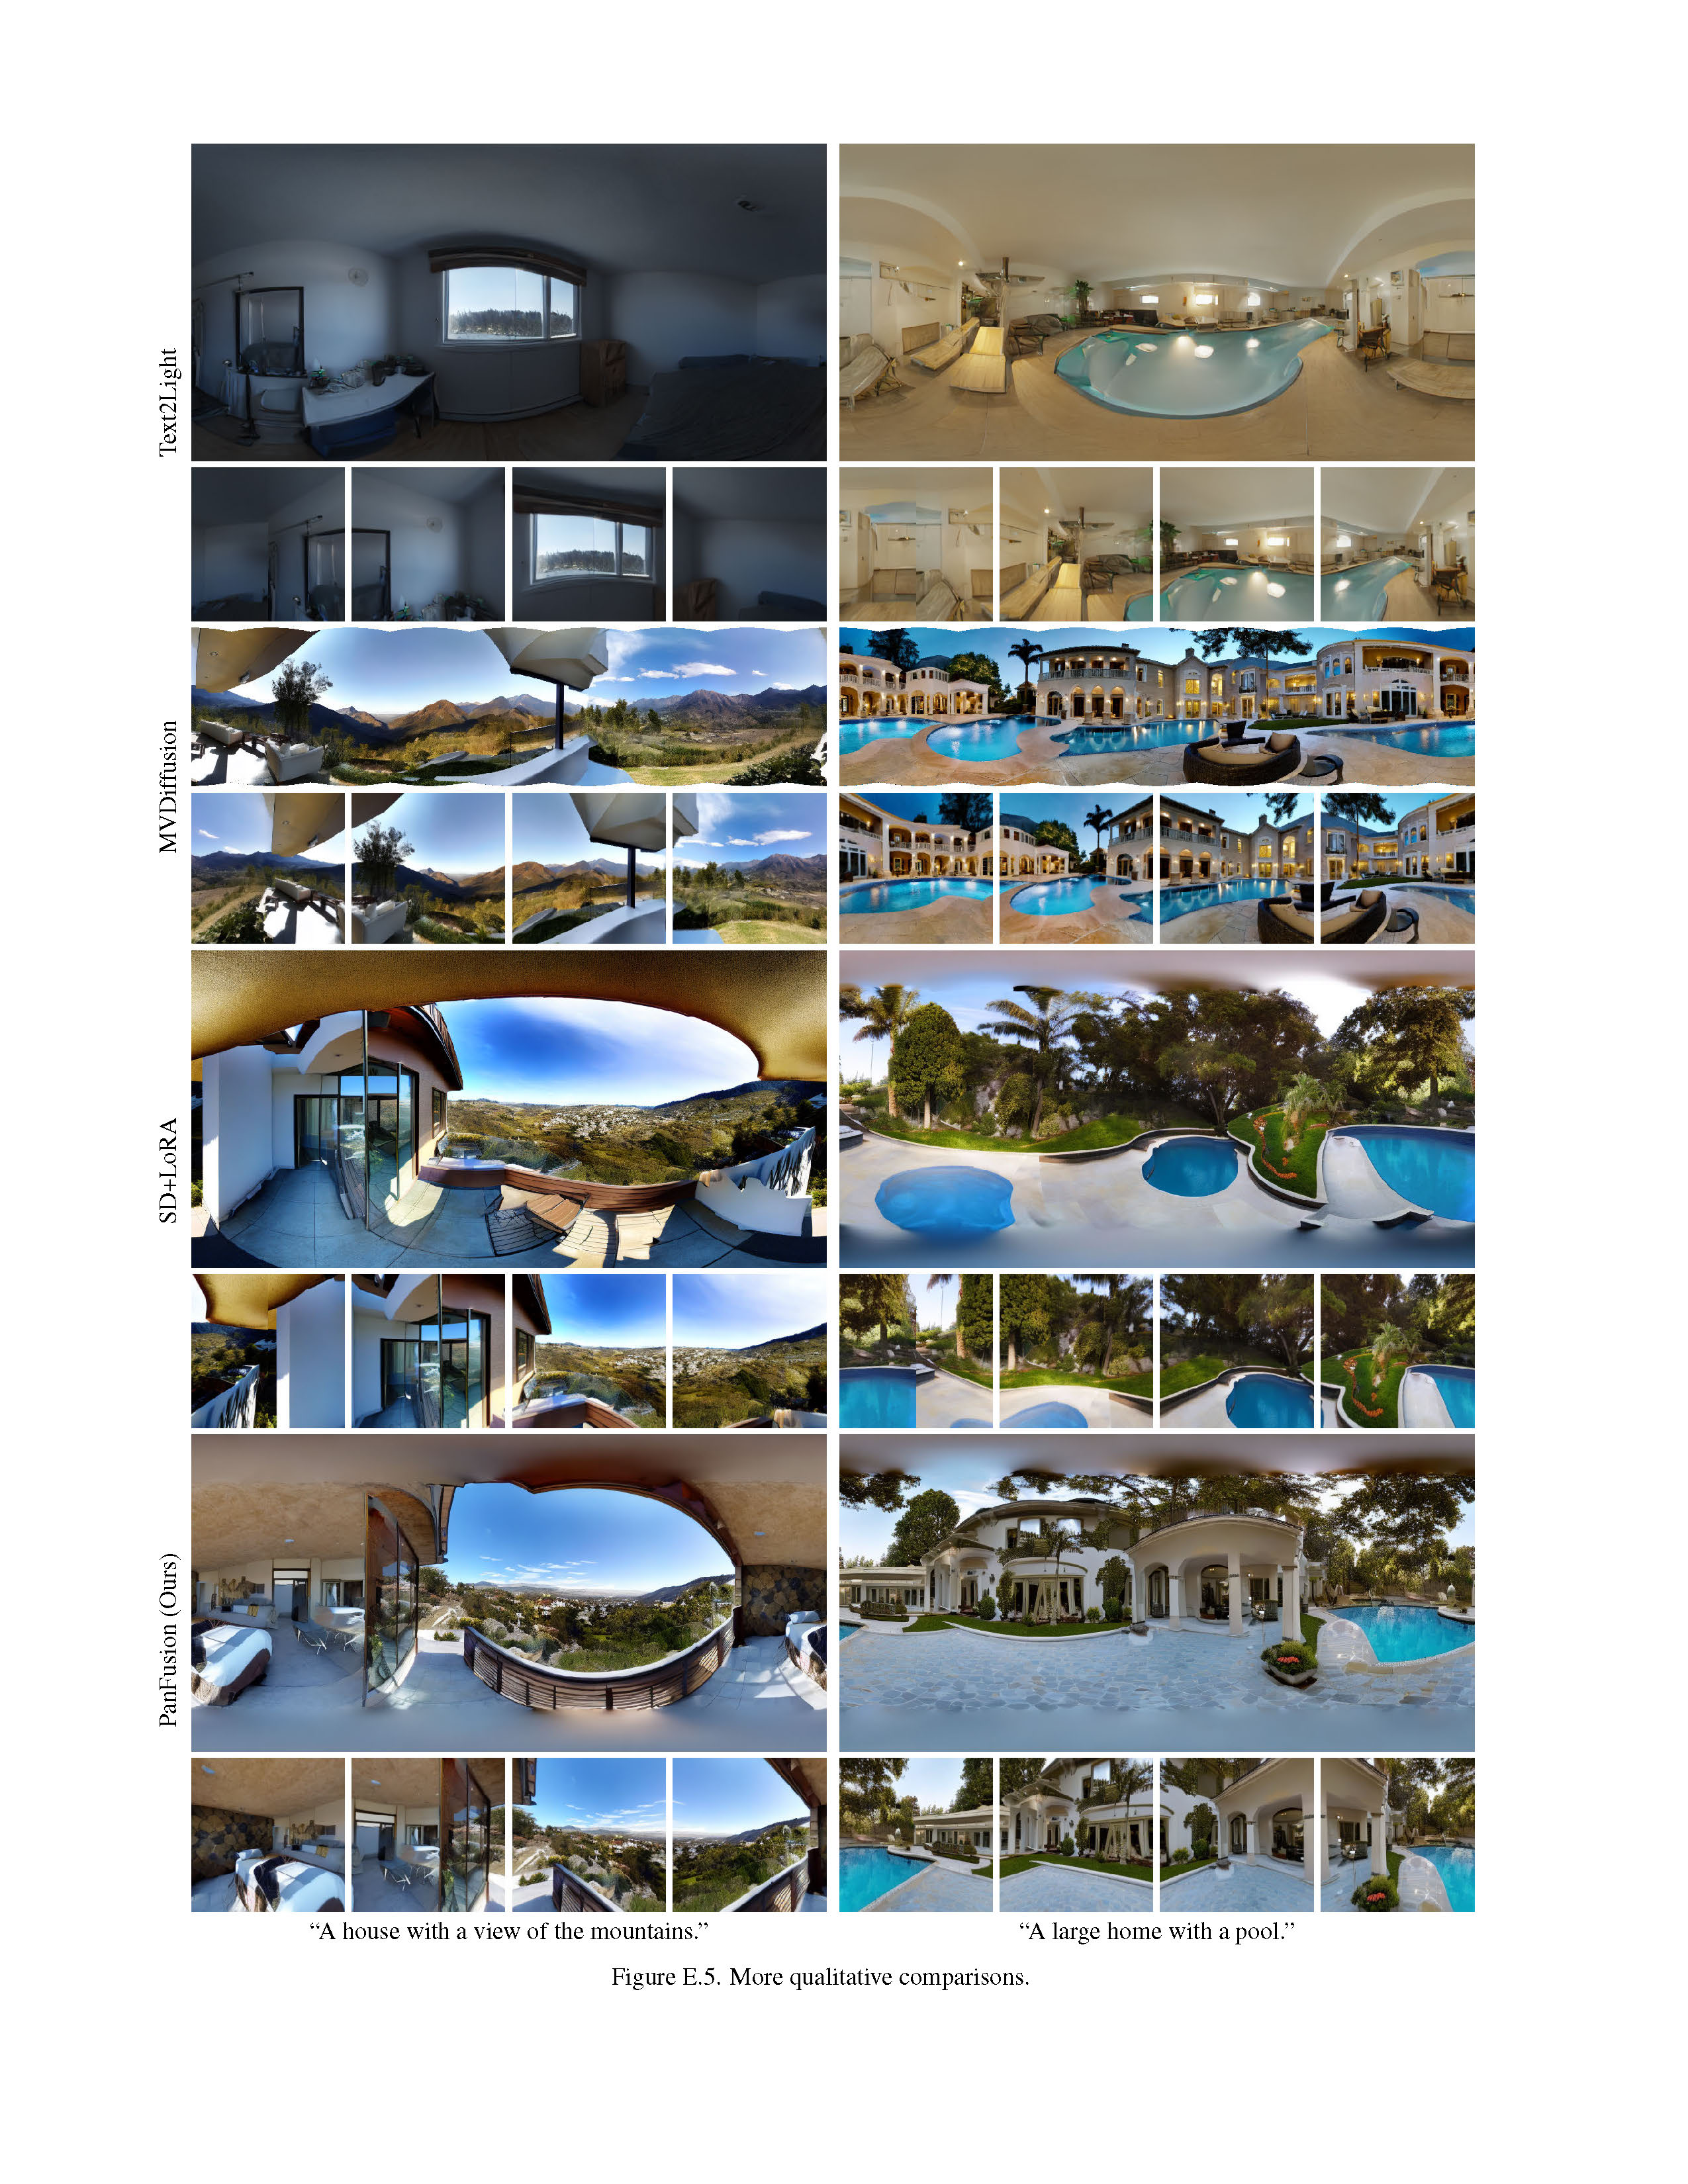 Text2Light
MVDiffusion
SD+LoRA
PanFusion (Ours)
“A house with a view of the mountains.”
“A large home with a pool.”
Figure E.5. More qualitative comparisons.